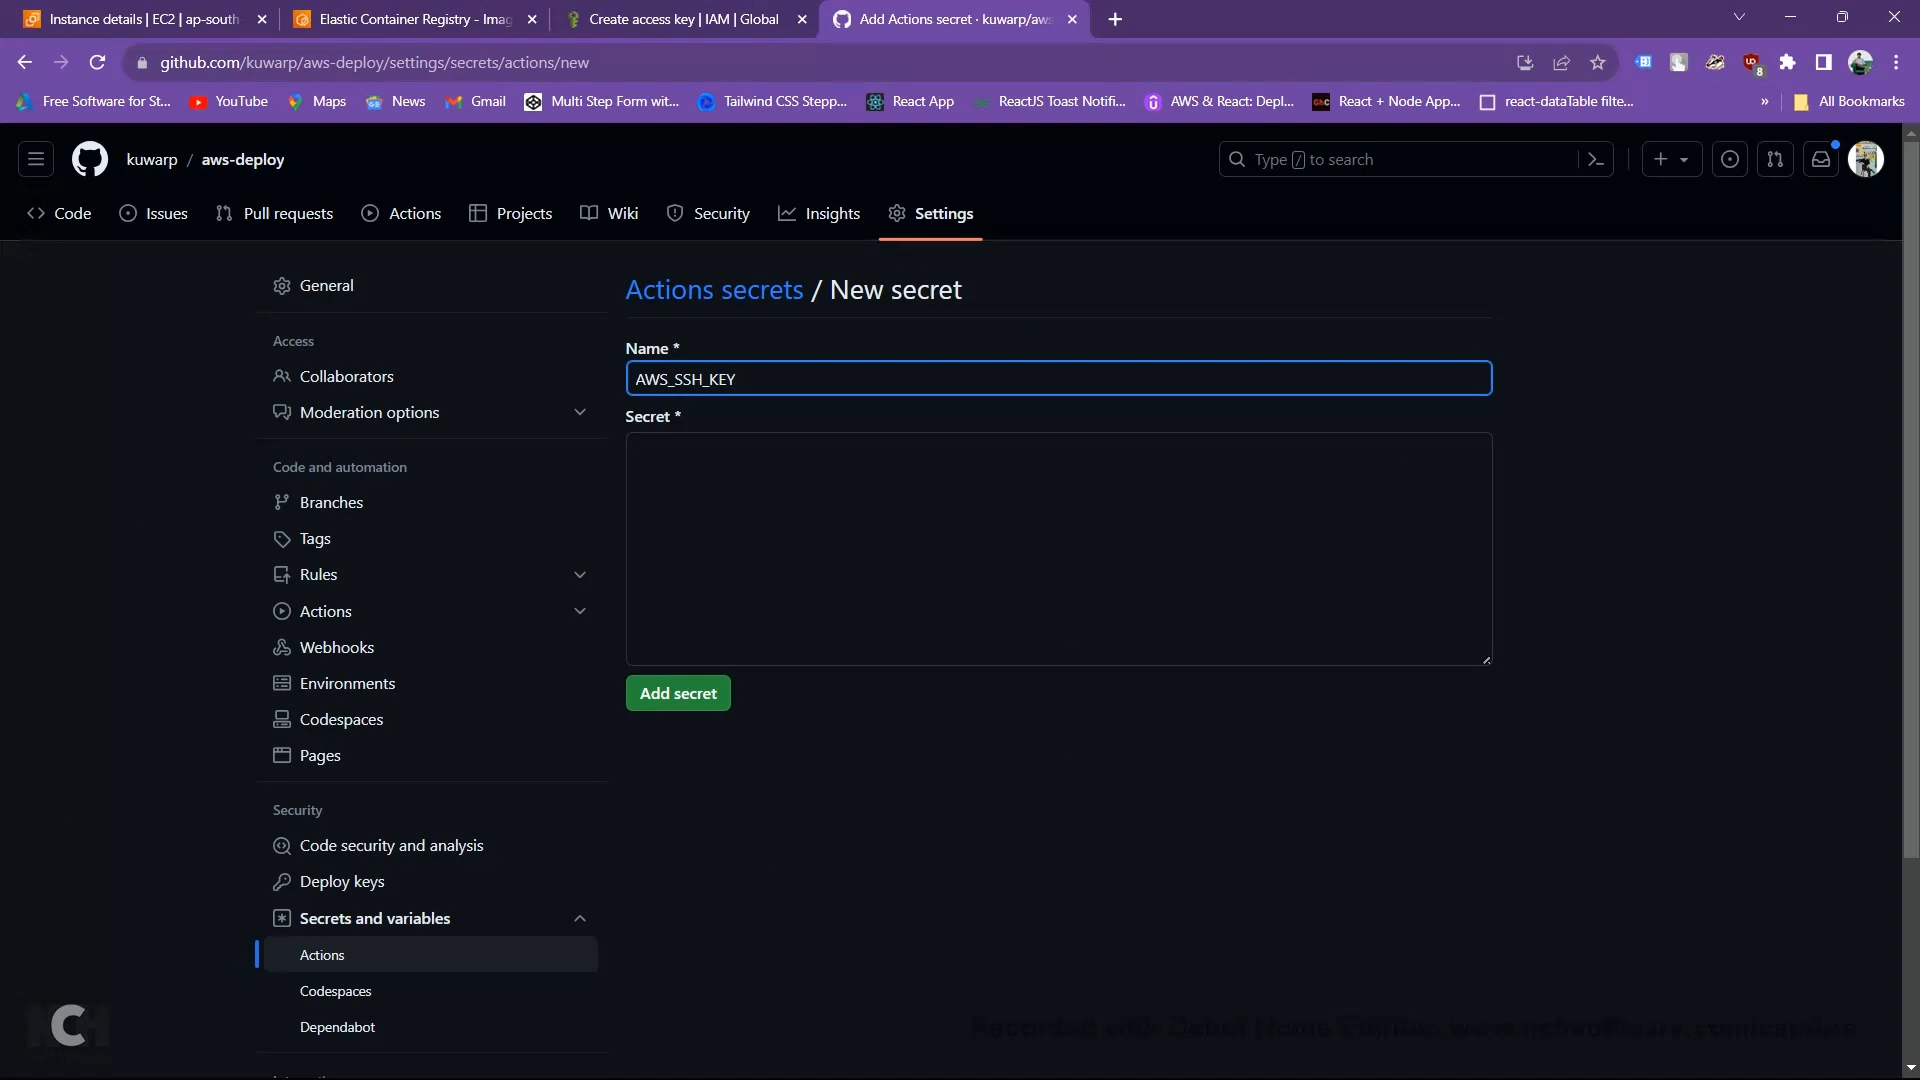 Instance details | EC2 | ap-south
Elastic Container Registry - Imag
Create access key | IAM | Global
Add Actions secret · kuwarp/aws
github.com/kuwarp/aws-deploy/settings/secrets/actions/new
8
Free Software for St...
YouTube
Maps
News
Gmail
Multi Step Form wit...
Tailwind CSS Stepp...
React App
ReactJS Toast Notifi...
AWS & React: Depl...
React + Node App...
react-dataTable filte...
»
All Bookmarks
kuwarp / aws-deploy
Type / to search
Code
Issues
Pull requests
Actions
Projects
Wiki
Security
Insights
Settings
General
Access
Collaborators
Moderation options
Code and automation
Branches
Tags
Rules
Actions
Webhooks
Environments
Codespaces
Pages
Security
Code security and analysis
Deploy keys
Secrets and variables
Actions
Codespaces
Dependabot
Actions secrets / New secret
Name *
AWS_SSH_KEY
Secret *
Add secret